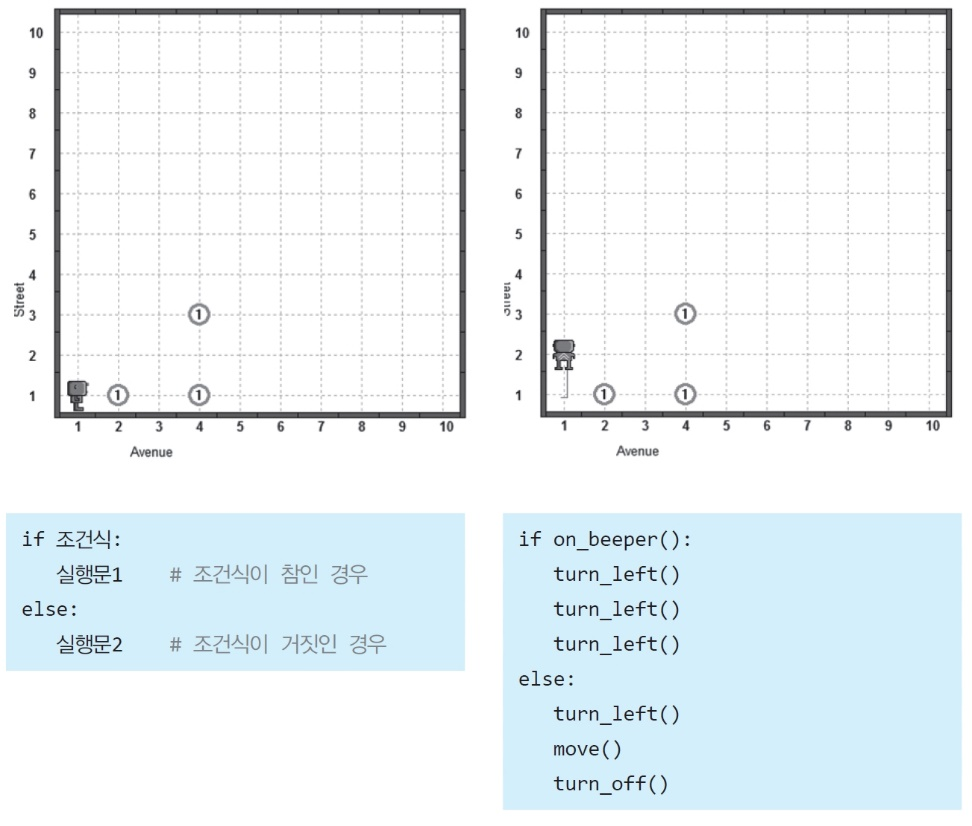 10
9
8
7
6
5
4
3
2
1
Street
1
1 1
1 2 3 4 5 6 7 8 9 10
Avenue
10
9
8
7
6
5
4
3
2
1
Street
1
1 1
1 2 3 4 5 6 7 8 9 10
Avenue
if 조건식:
실행문1 # 조건식이 참인 경우
else:
실행문2 # 조건식이 거짓인 경우
if on_beeper():
turn_left()
turn_left()
turn_left()
else:
turn_left()
move()
turn_off()